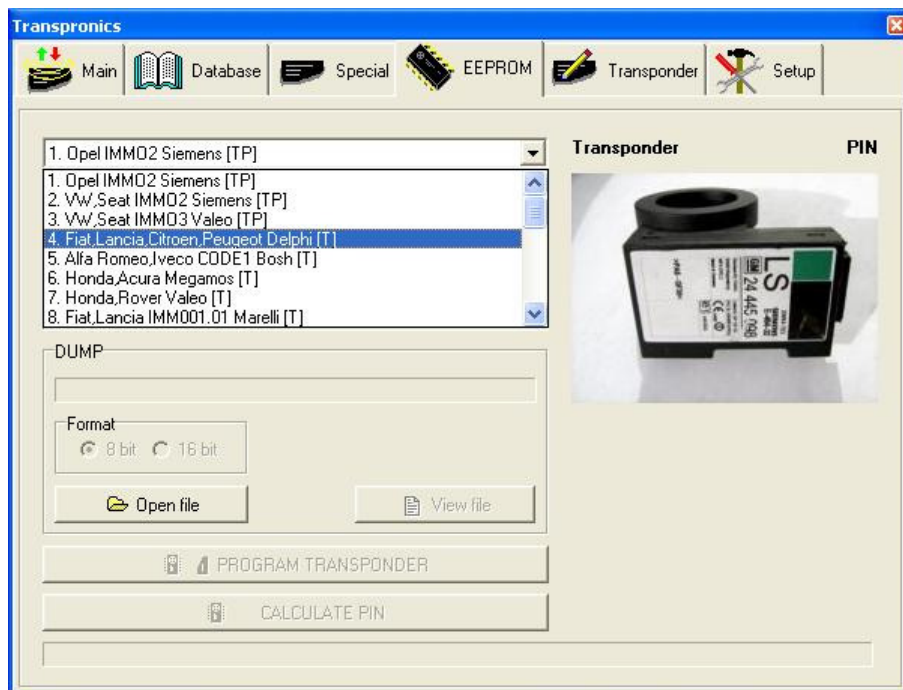 Transpronics
Main Database Special EEPROM Transponder Setup
1. Opel IMMO2 Siemens [TP]
Transponder PIN
1. Opel IMMO2 Siemens [TP]
2. VW,Seat IMMO2 Siemens [TP]
3. VW,Seat IMMO3 Valeo [TP]
4. Fiat,Lancia,Citroen,Peugeot Delphi [T]
5. Alfa Romeo,Iveco CODE1 Bosh [T]
6. Honda,Acura Megamos [T]
7. Honda,Rover Valeo [T]
8. Fiat,Lancia IMM001.01 Marelli [T]
LS
GM
24 445 098
SIEMENS
DUMP
Format
8 bit 16 bit
Open file View file
PROGRAM TRANSPONDER
CALCULATE PIN